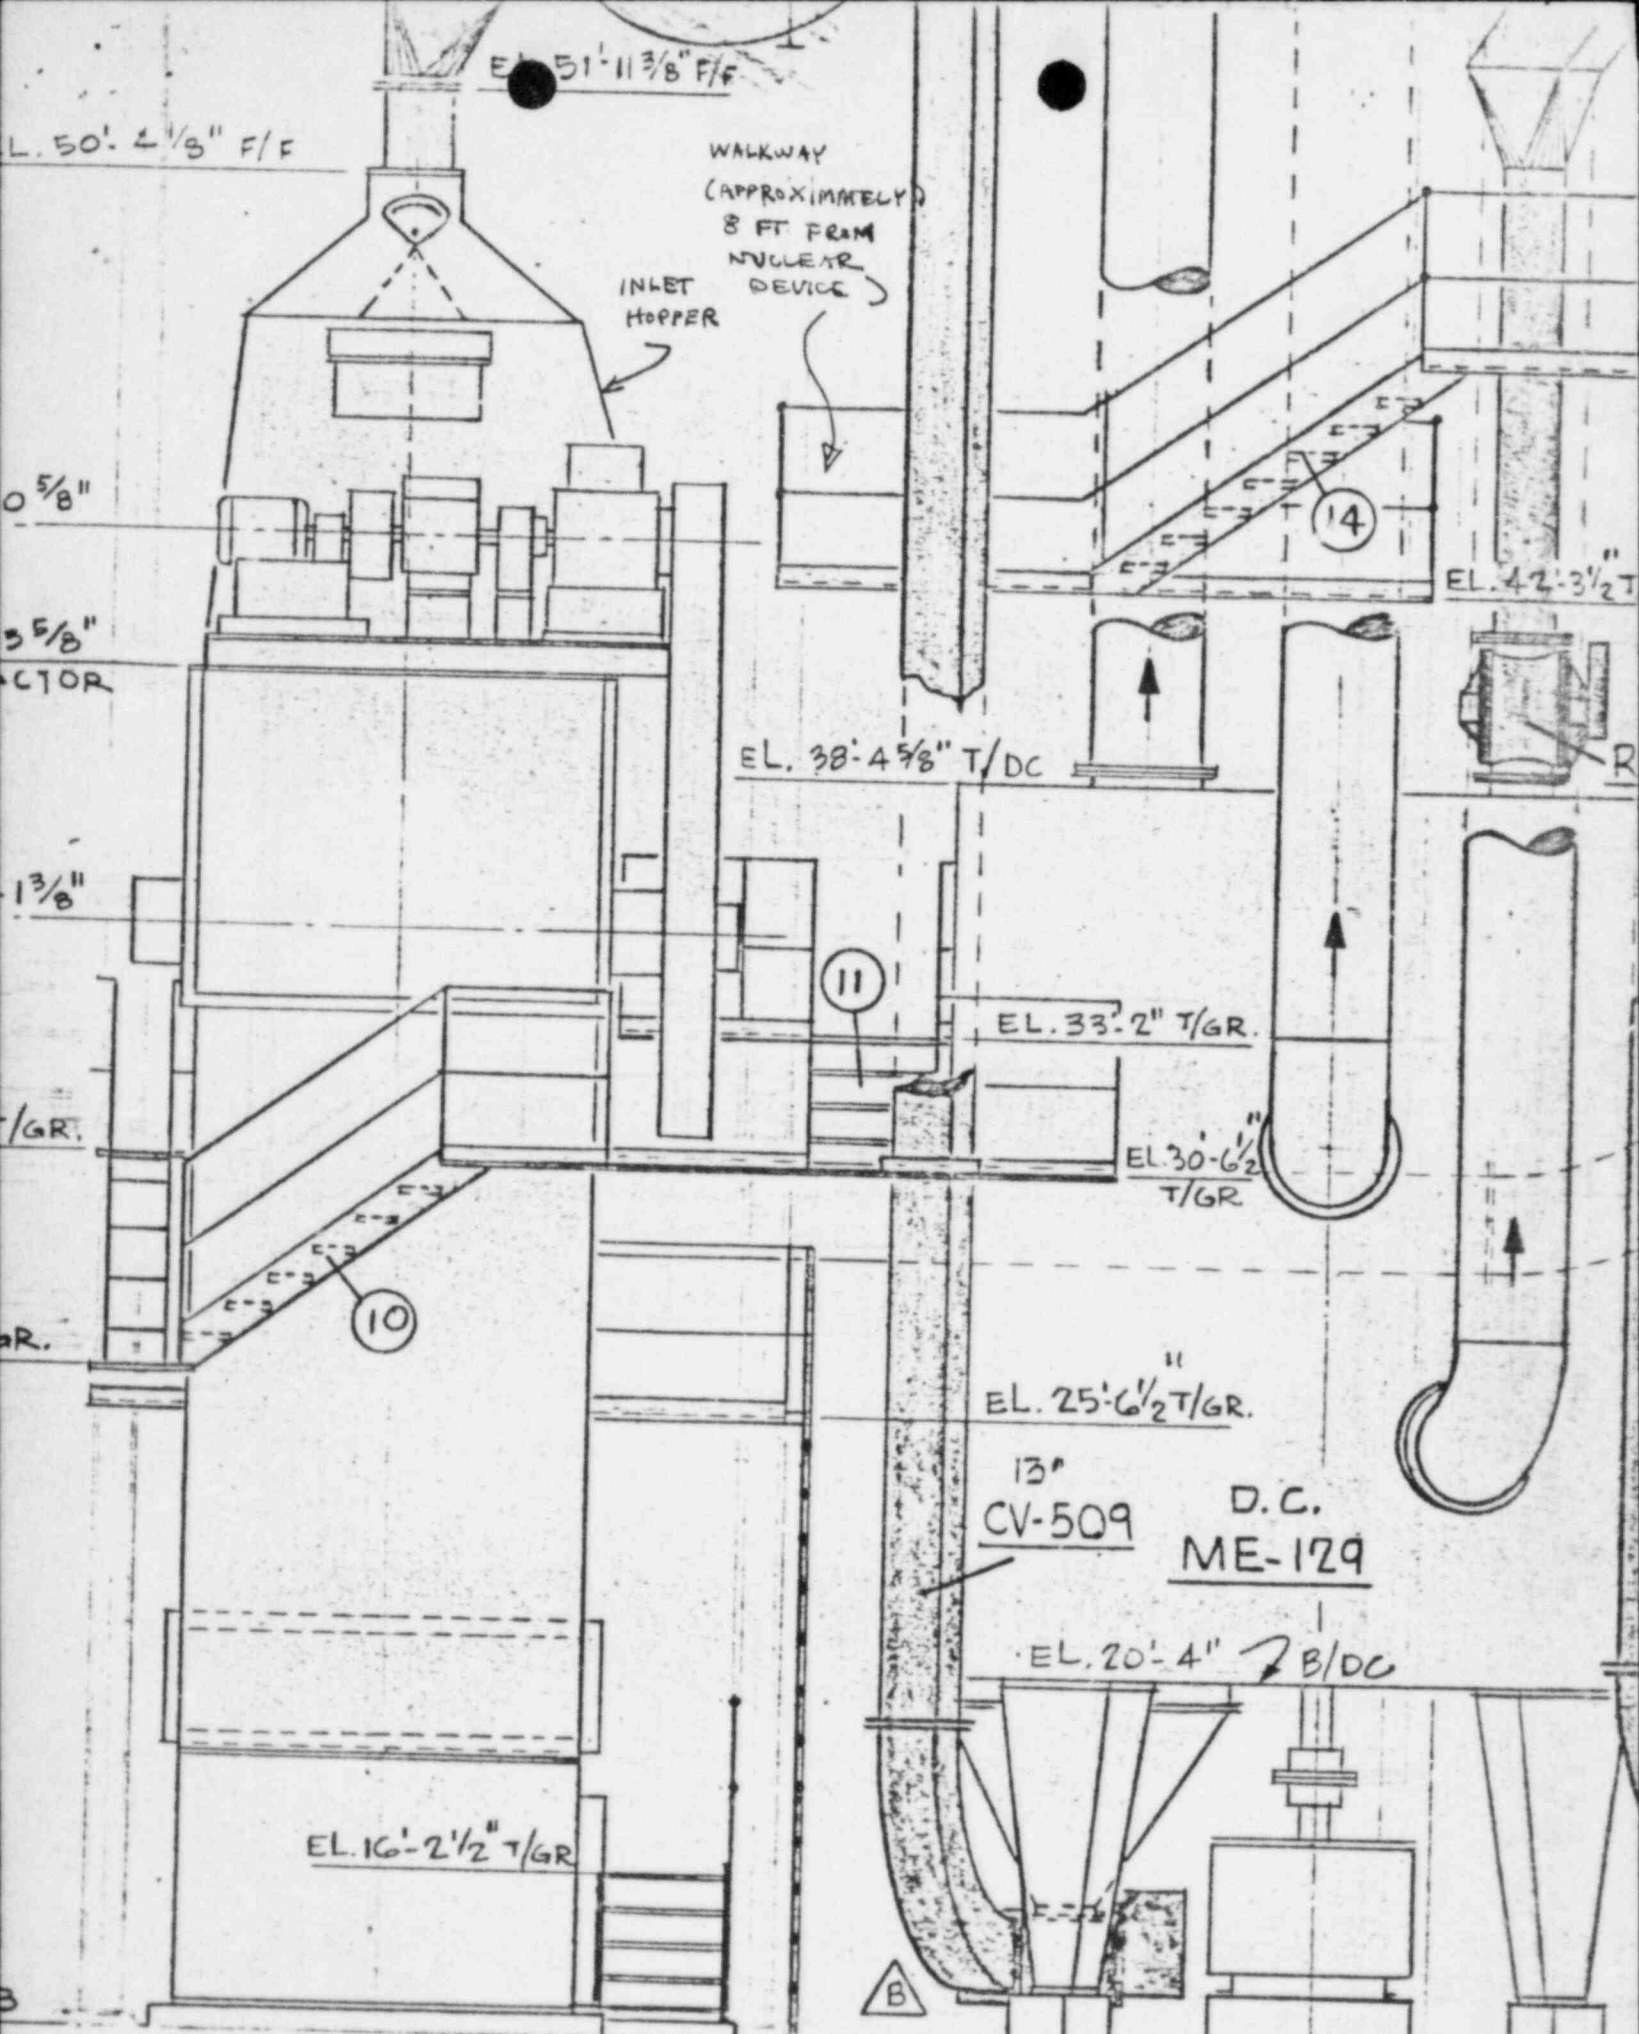 51'-11 3/8" F/F
L. 50'- 2 1/8" F/F
WALKWAY
(APPROXIMATELY)
8 FT FROM
NUCLEAR
DEVICE )
INLET
HOPPER
0 5/8"
14
EL. 42'-3 1/2" T
3 5/8"
CTOR
EL. 38'-4 5/8" T/DC
R
1 3/8"
11
EL. 33'-2" T/GR.
T/GR.
EL. 30'-6 1/2"
T/GR.
10
GR.
EL. 25'-6 1/2" T/GR.
13"
CV-509
D.C.
ME-129
EL. 20'-4" B/DC
EL. 16'-2 1/2" T/GR
B
B